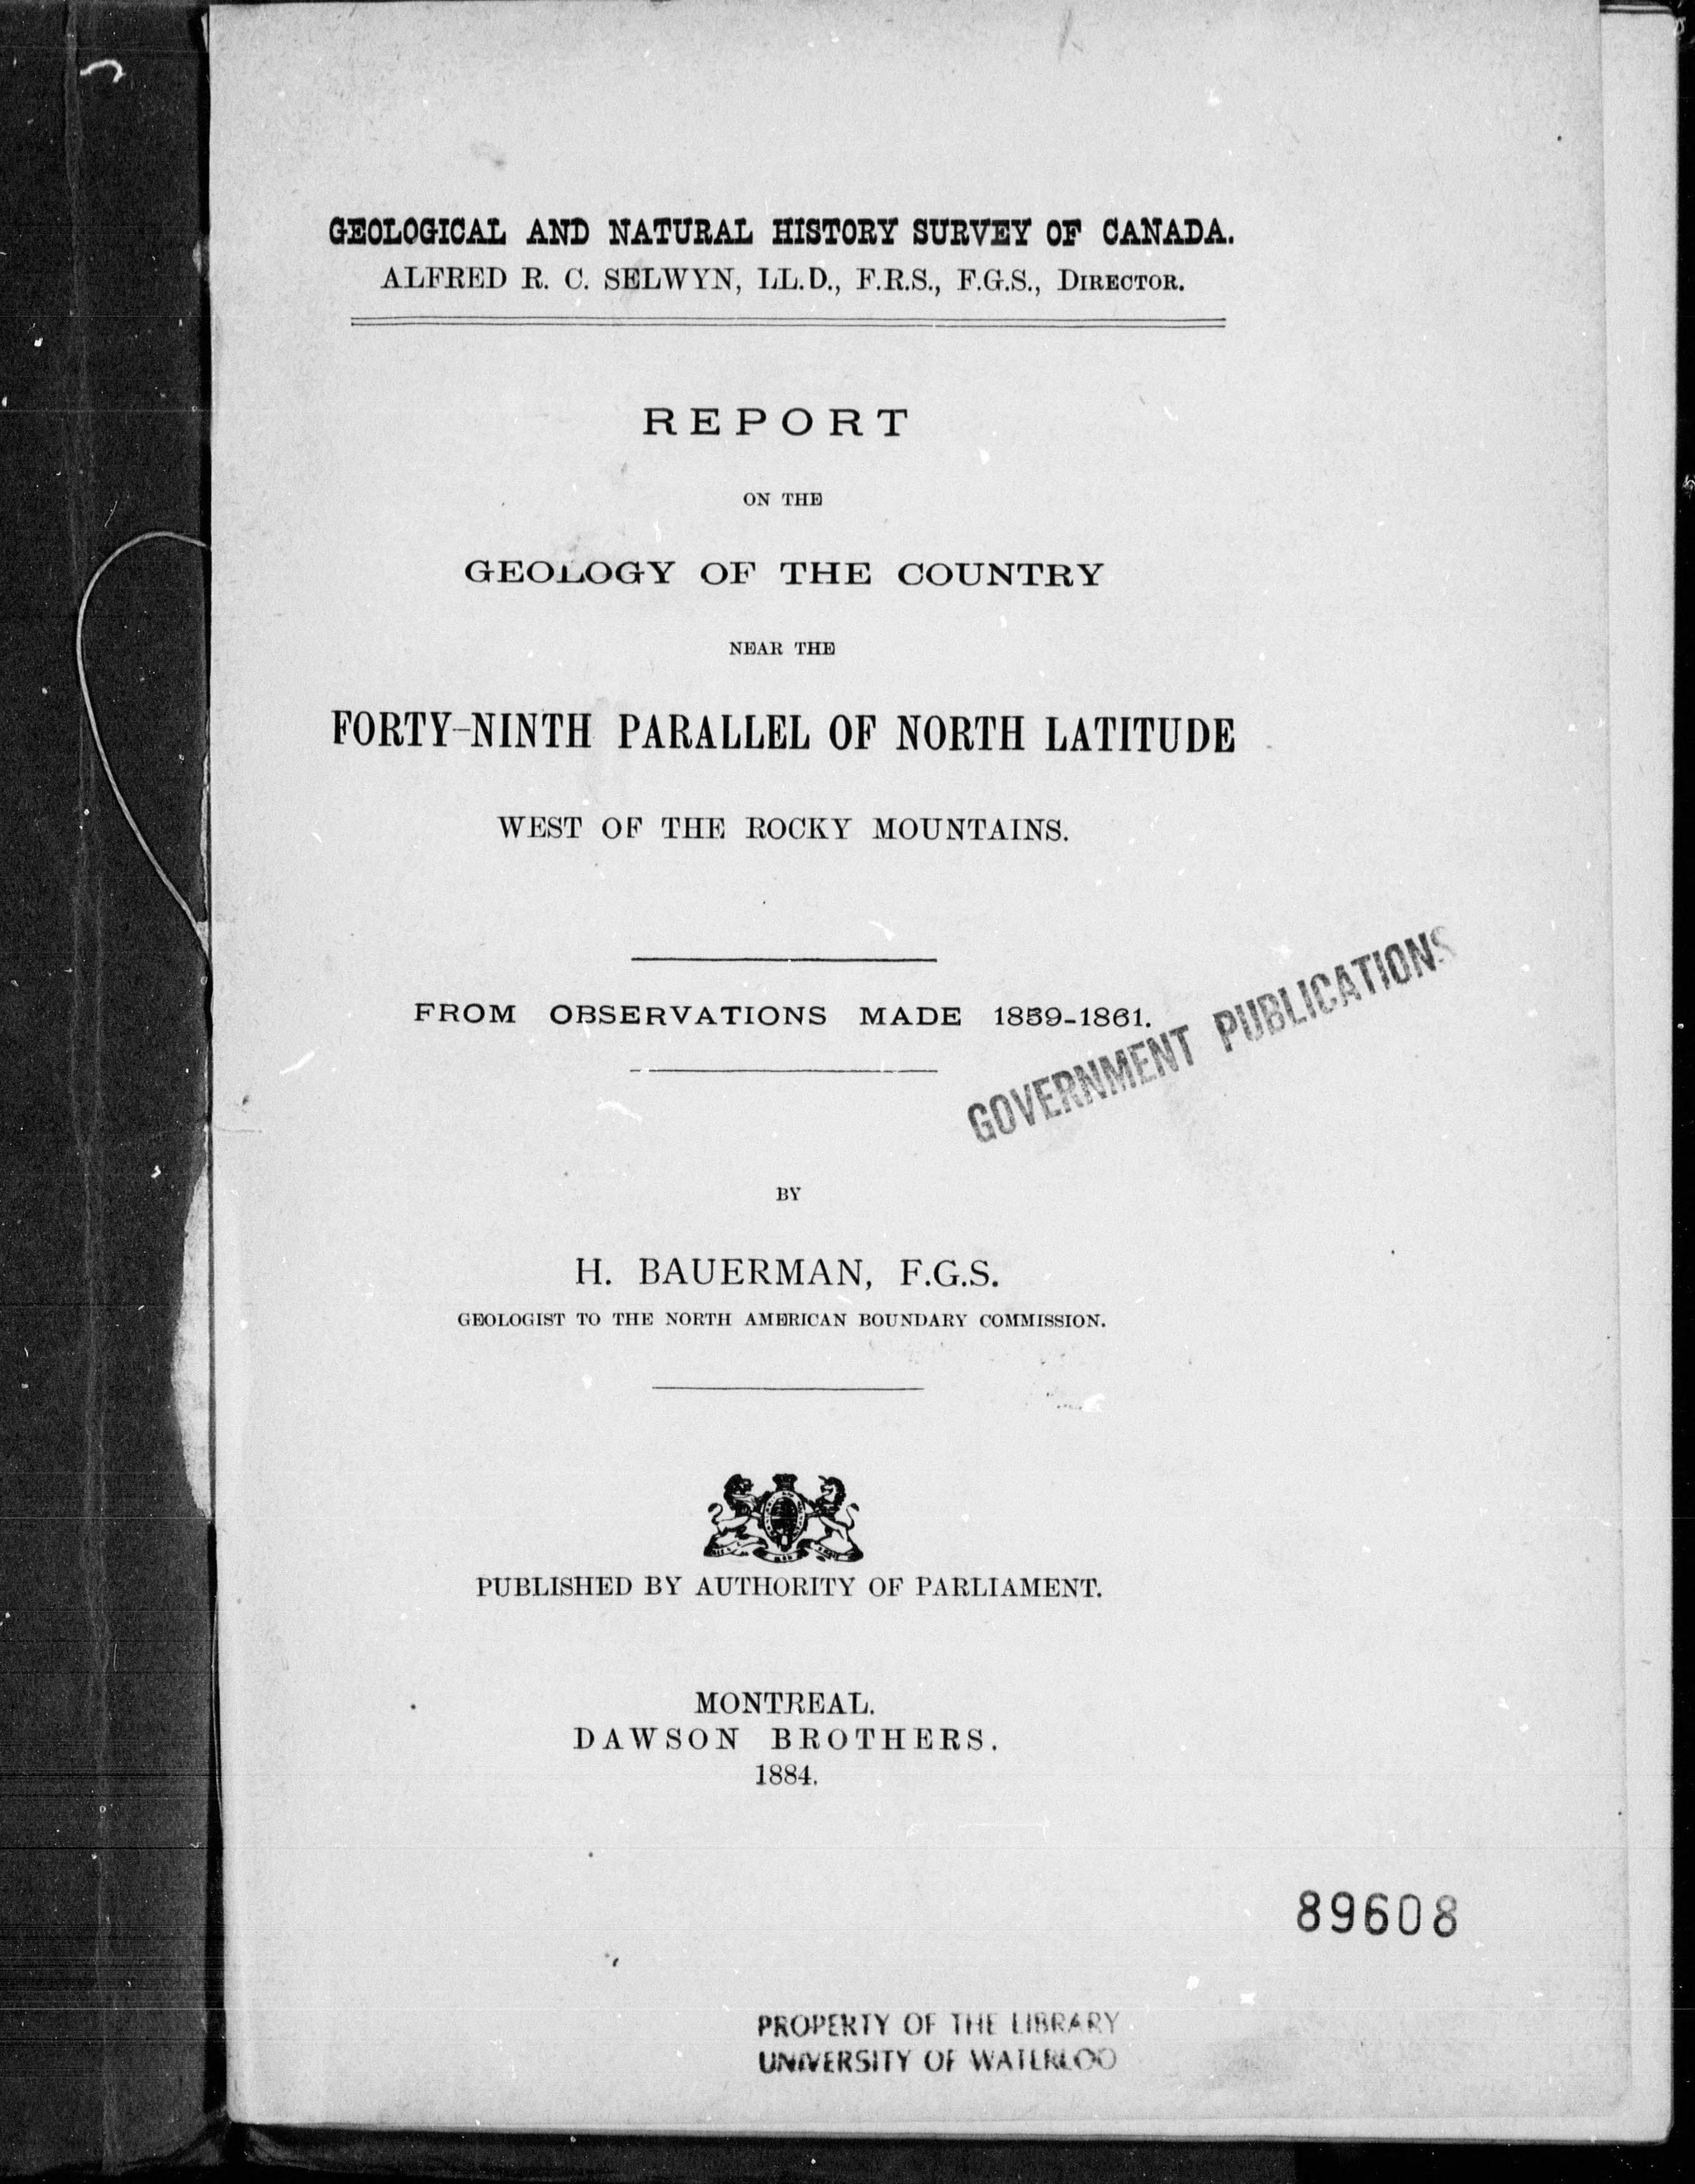 GEOLOGICAL AND NATURAL HISTORY SURVEY OF CANADA.
ALFRED R. C. SELWYN, LL.D., F.R.S., F.G.S., DIRECTOR.
REPORT
ON THE
GEOLOGY OF THE COUNTRY
NEAR THE
FORTY-NINTH PARALLEL OF NORTH LATITUDE
WEST OF THE ROCKY MOUNTAINS.
FROM OBSERVATIONS MADE 1859-1861.
GOVERNMENT PUBLICATIONS
BY
H. BAUERMAN, F.G.S.
GEOLOGIST TO THE NORTH AMERICAN BOUNDARY COMMISSION.
PUBLISHED BY AUTHORITY OF PARLIAMENT.
MONTREAL.
DAWSON BROTHERS.
1884.
89608
PROPERTY OF THE LIBRARY
UNIVERSITY OF WATERLOO